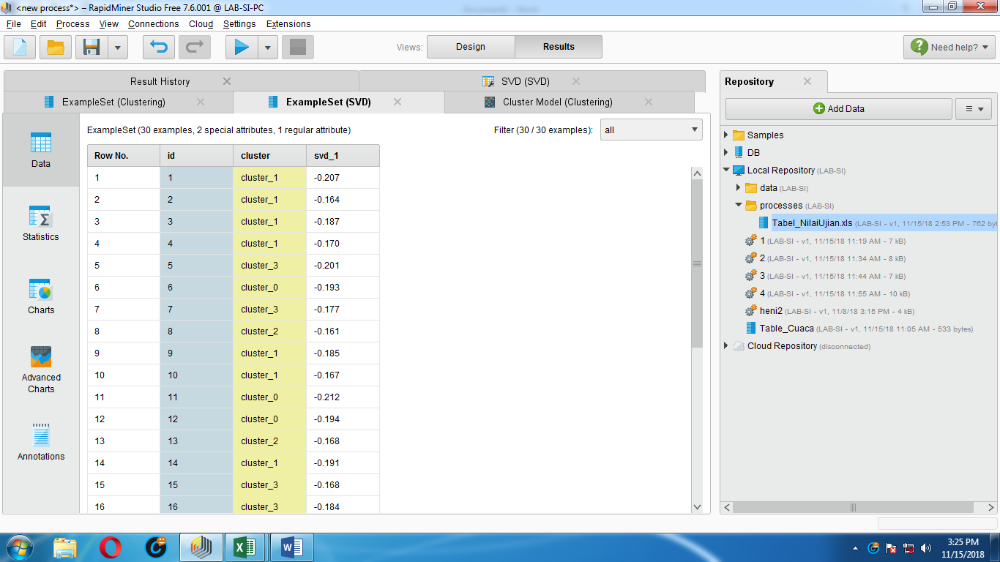 <new process*> – RapidMiner Studio Free 7.6.001 @ LAB-SI-PC
File Edit Process View Connections Cloud Settings Extensions
Views: Design Results Need help?
Result History SVD (SVD)
ExampleSet (Clustering) ExampleSet (SVD) Cluster Model (Clustering)
Data
Statistics
Charts
Advanced
Charts
Annotations
ExampleSet (30 examples, 2 special attributes, 1 regular attribute) Filter (30 / 30 examples): all
Row No. id cluster svd_1
1 1 cluster_1 -0.207
2 2 cluster_1 -0.164
3 3 cluster_1 -0.187
4 4 cluster_1 -0.170
5 5 cluster_3 -0.201
6 6 cluster_0 -0.193
7 7 cluster_3 -0.177
8 8 cluster_2 -0.161
9 9 cluster_1 -0.185
10 10 cluster_1 -0.167
11 11 cluster_0 -0.212
12 12 cluster_0 -0.194
13 13 cluster_2 -0.168
14 14 cluster_1 -0.191
15 15 cluster_3 -0.168
16 16 cluster_3 -0.184
Repository
Add Data
Samples
DB
Local Repository (LAB-SI)
data (LAB-SI)
processes (LAB-SI)
Tabel_NilaiUjian.xls (LAB-SI - v1, 11/15/18 2:53 PM - 762 byt
1 (LAB-SI - v1, 11/15/18 11:19 AM - 7 kB)
2 (LAB-SI - v1, 11/15/18 11:34 AM - 8 kB)
3 (LAB-SI - v1, 11/15/18 11:44 AM - 7 kB)
4 (LAB-SI - v1, 11/15/18 11:55 AM - 10 kB)
heni2 (LAB-SI - v1, 11/8/18 3:15 PM - 4 kB)
Table_Cuaca (LAB-SI - v1, 11/15/18 11:05 AM - 533 bytes)
Cloud Repository (disconnected)
3:25 PM
11/15/2018